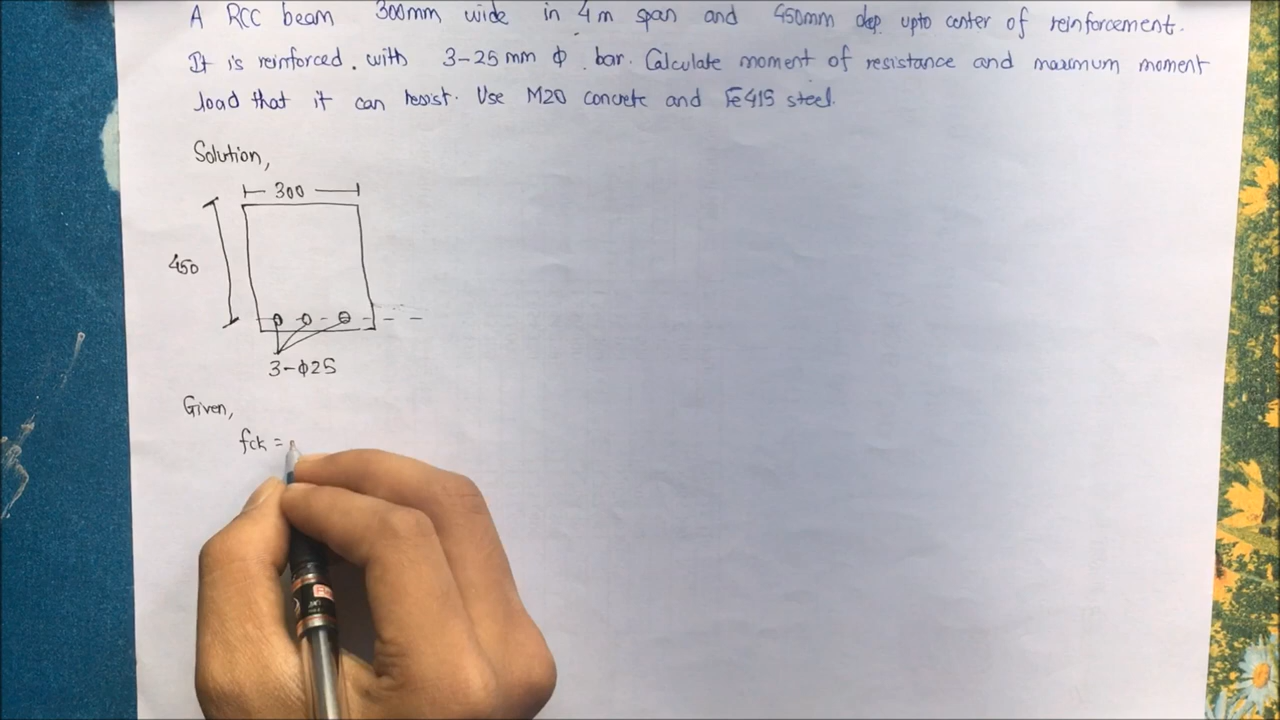 A RCC beam 300mm wide in 4m span and 450mm dep upto center of reinforcement.
It is reinforced with 3-25mm ϕ bar. Calculate moment of resistance and maximum moment
load that it can resist. Use M20 concrete and Fe415 steel.
Solution,
300
450
3-ϕ25
Given,
fck =